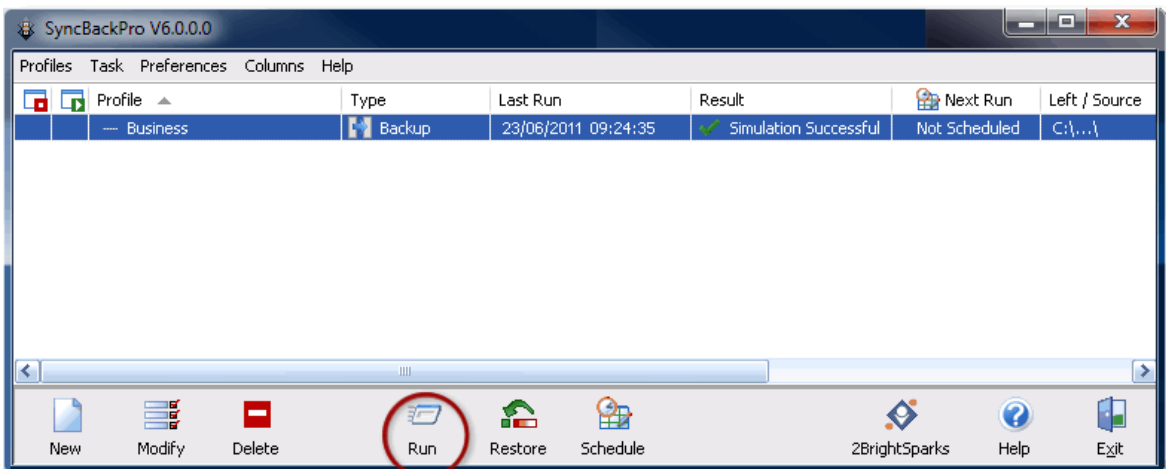 SyncBackPro V6.0.0.0
Profiles Task Preferences Columns Help
Profile Type Last Run Result Next Run Left / Source
Business Backup 23/06/2011 09:24:35 Simulation Successful Not Scheduled C:\...\
New Modify Delete Run Restore Schedule 2BrightSparks Help Exit